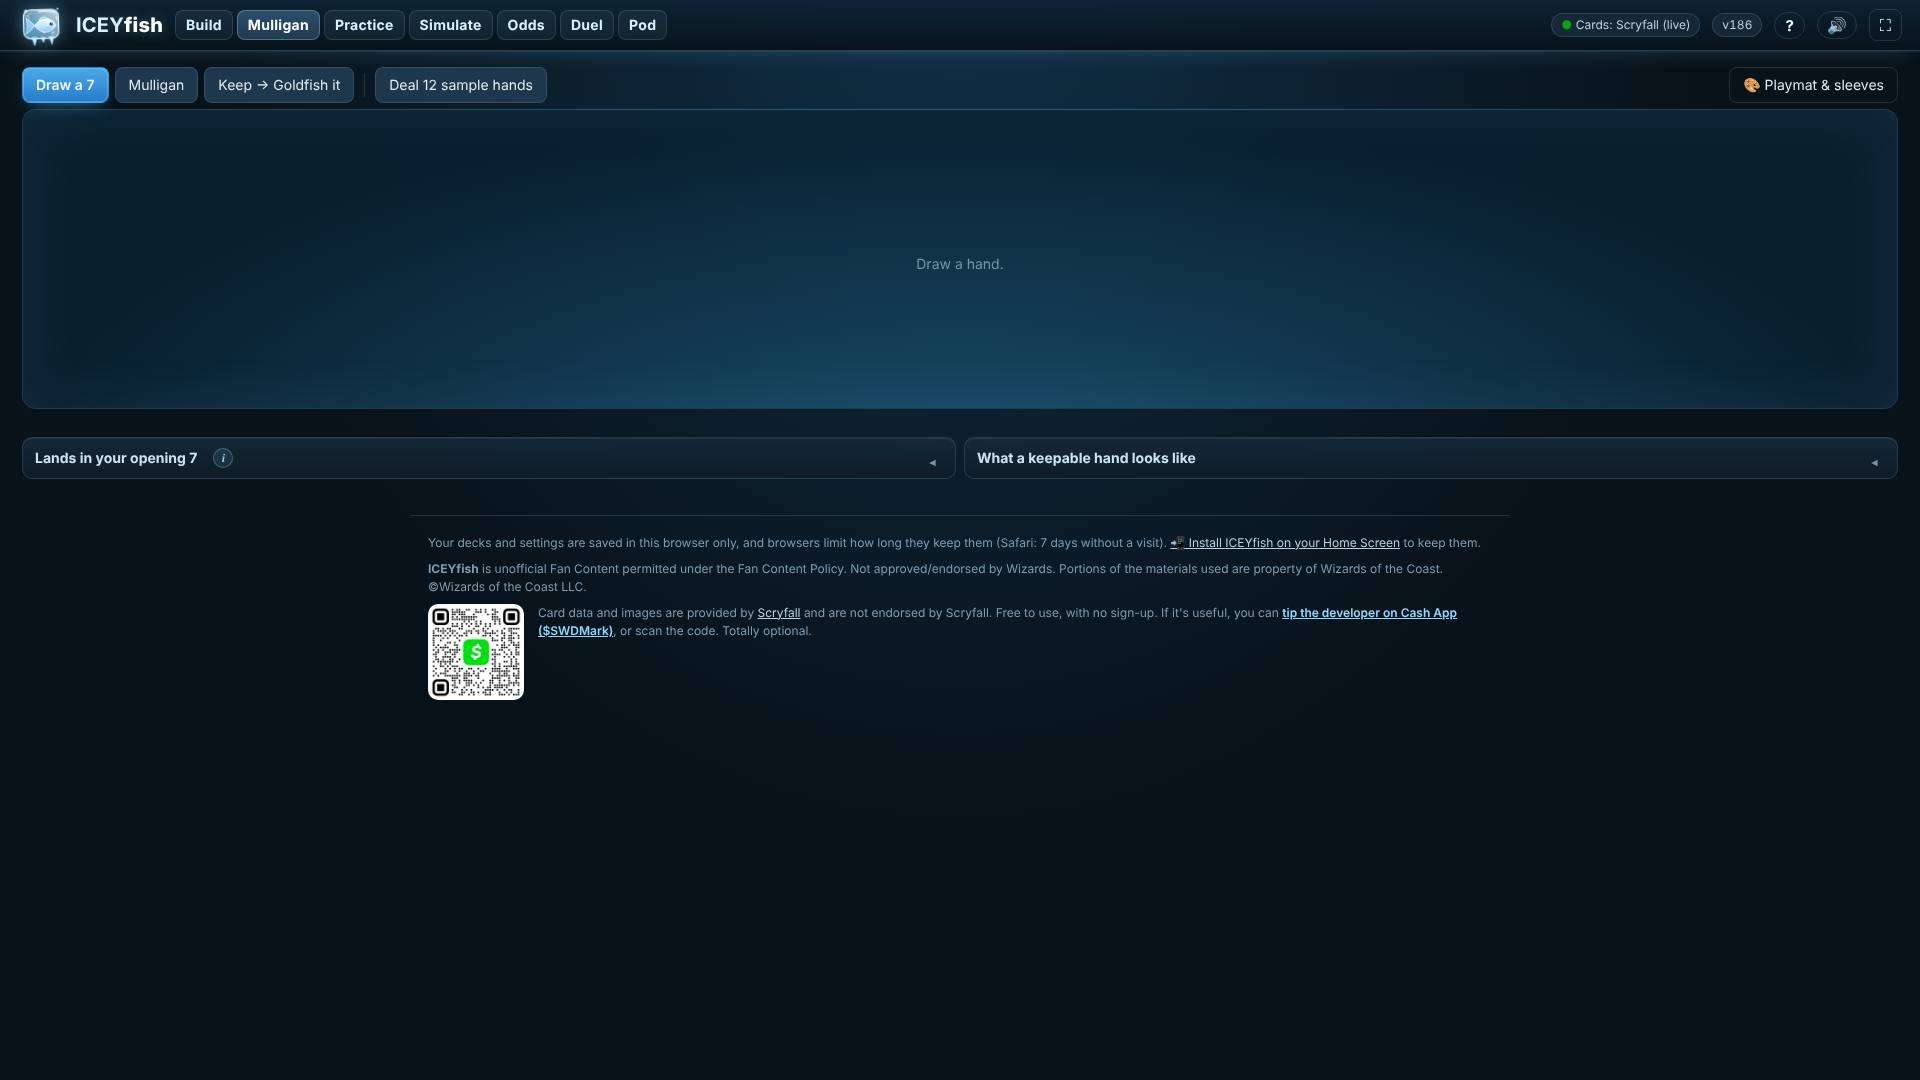 ICEYfish Build Mulligan Practice Simulate Odds Duel Pod Cards: Scryfall (live) v186 ?
Draw a 7 Mulligan Keep → Goldfish it Deal 12 sample hands Playmat & sleeves
Draw a hand.
Lands in your opening 7 i What a keepable hand looks like
Your decks and settings are saved in this browser only, and browsers limit how long they keep them (Safari: 7 days without a visit). Install ICEYfish on your Home Screen to keep them.
ICEYfish is unofficial Fan Content permitted under the Fan Content Policy. Not approved/endorsed by Wizards. Portions of the materials used are property of Wizards of the Coast.
©Wizards of the Coast LLC.
Card data and images are provided by Scryfall and are not endorsed by Scryfall. Free to use, with no sign-up. If it's useful, you can tip the developer on Cash App
($SWDMark), or scan the code. Totally optional.
$